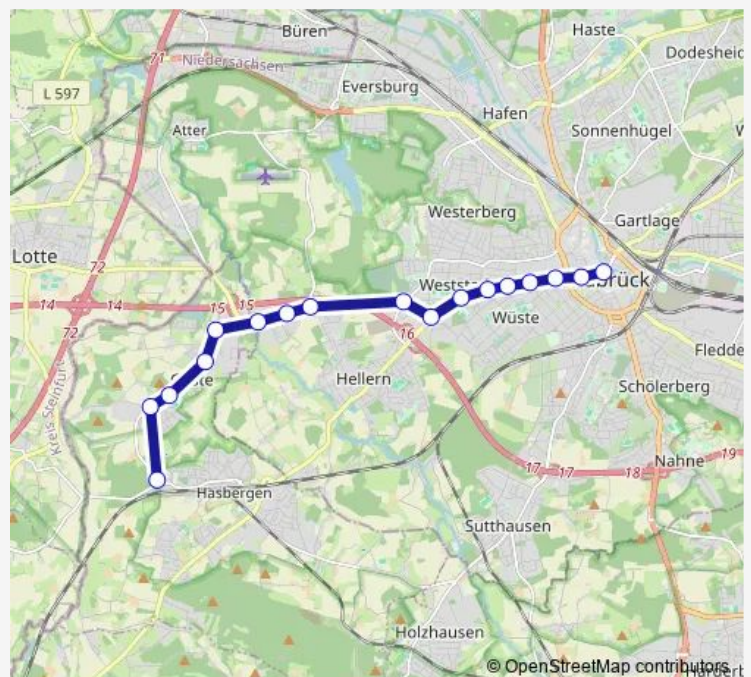 Büren
Haste
71
Niedersachsen
Dodesheid
L 597
Eversburg
Hafen
Atter
Sonnenhügel
Westerberg
Gartlage
Lotte
72
14
14
15
15
72
16
Wüste
Fledde
Hellern
Schölerberg
Kreis Steinfurt
Nahne
19
17
17
18
Hasbergen
Sutthausen
Holzhausen
© OpenStreetMap contributors